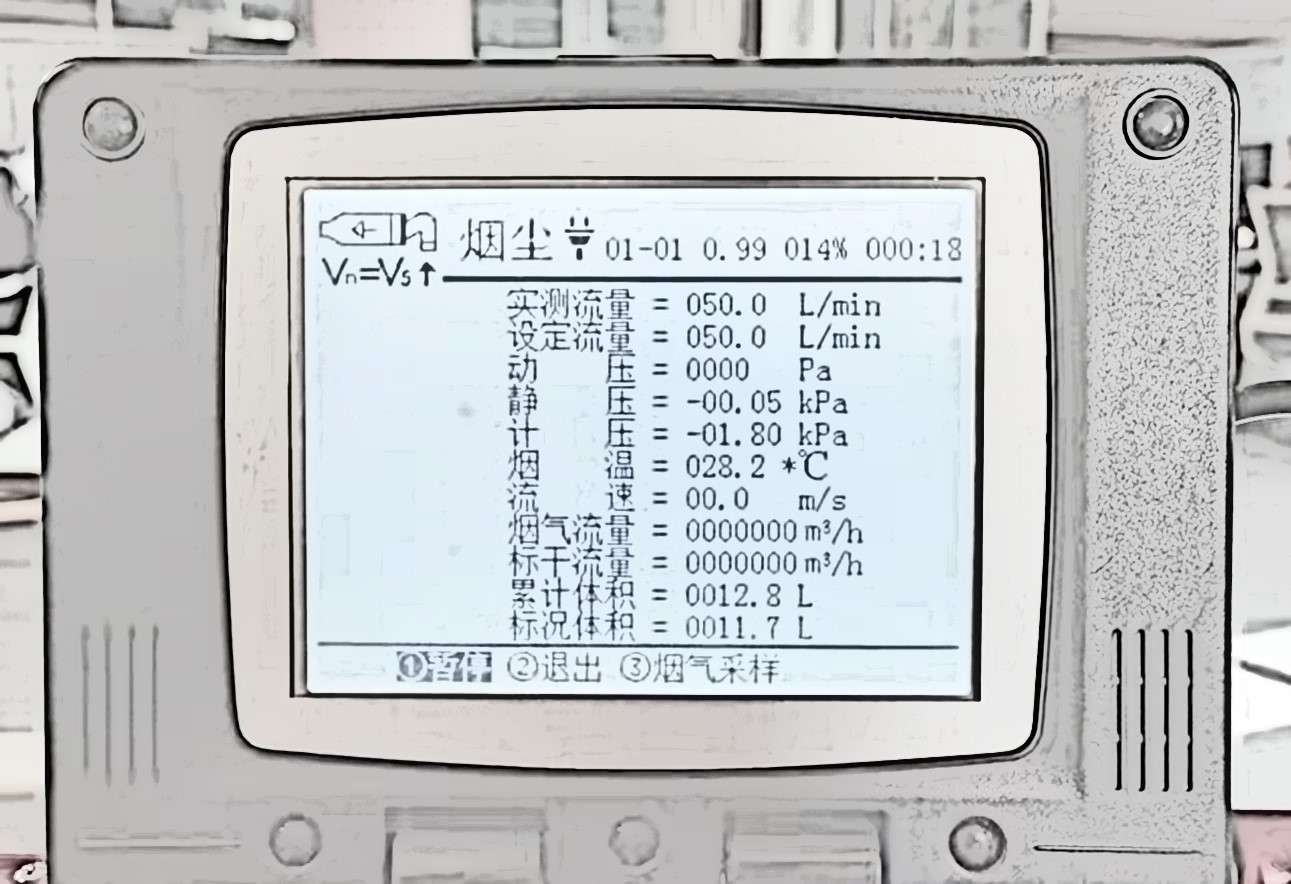 烟尘 01-01 0.99 014% 000:18
Vn=Vs↑
实测流量 = 050.0 L/min
设定流量 = 050.0 L/min
动 压 = 0000 Pa
静 压 = -00.05 kPa
计 压 = -01.80 kPa
烟 温 = 028.2 *℃
流 速 = 00.0 m/s
烟气流量 = 0000000 m³/h
标干流量 = 0000000 m³/h
累计体积 = 0012.8 L
标况体积 = 0011.7 L
①暂停 ②退出 ③烟气采样